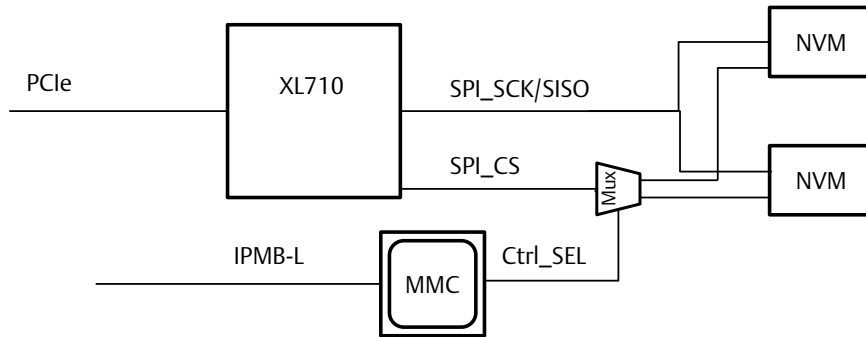 NVM
PCIe
XL710
SPI_SCK/SISO
SPI_CS
Mux
NVM
IPMB-L
MMC
Ctrl_SEL